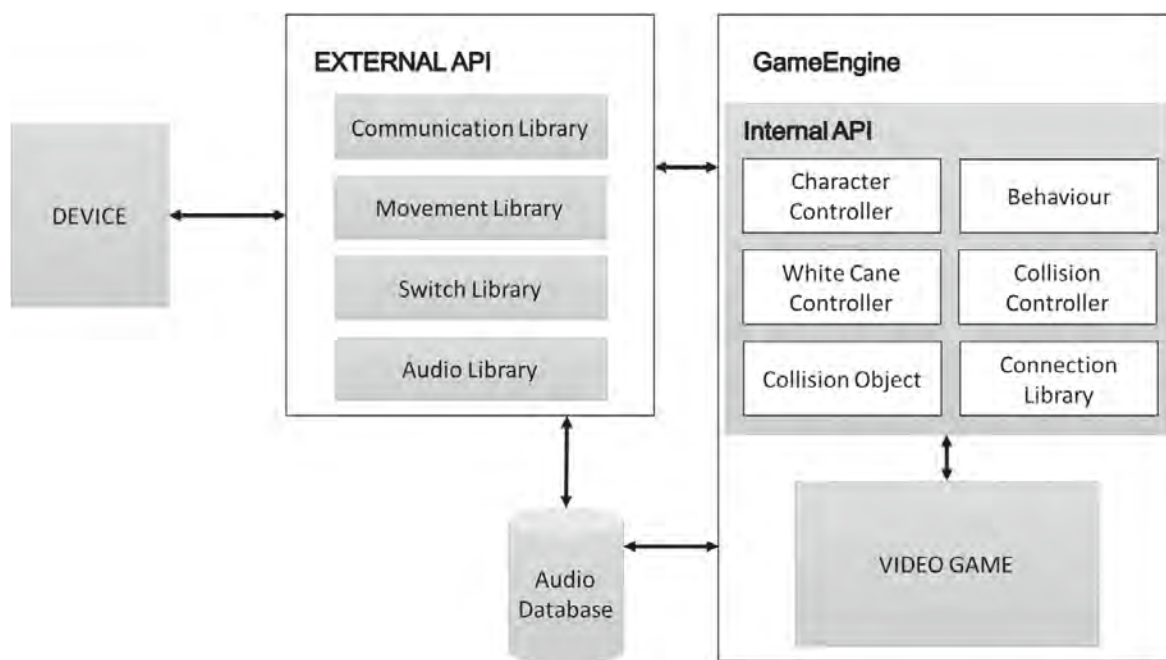 DEVICE
EXTERNAL API
Communication Library
Movement Library
Switch Library
Audio Library
Audio
Database
GameEngine
Internal API
Character
Controller
Behaviour
White Cane
Controller
Collision
Controller
Collision Object
Connection
Library
VIDEO GAME